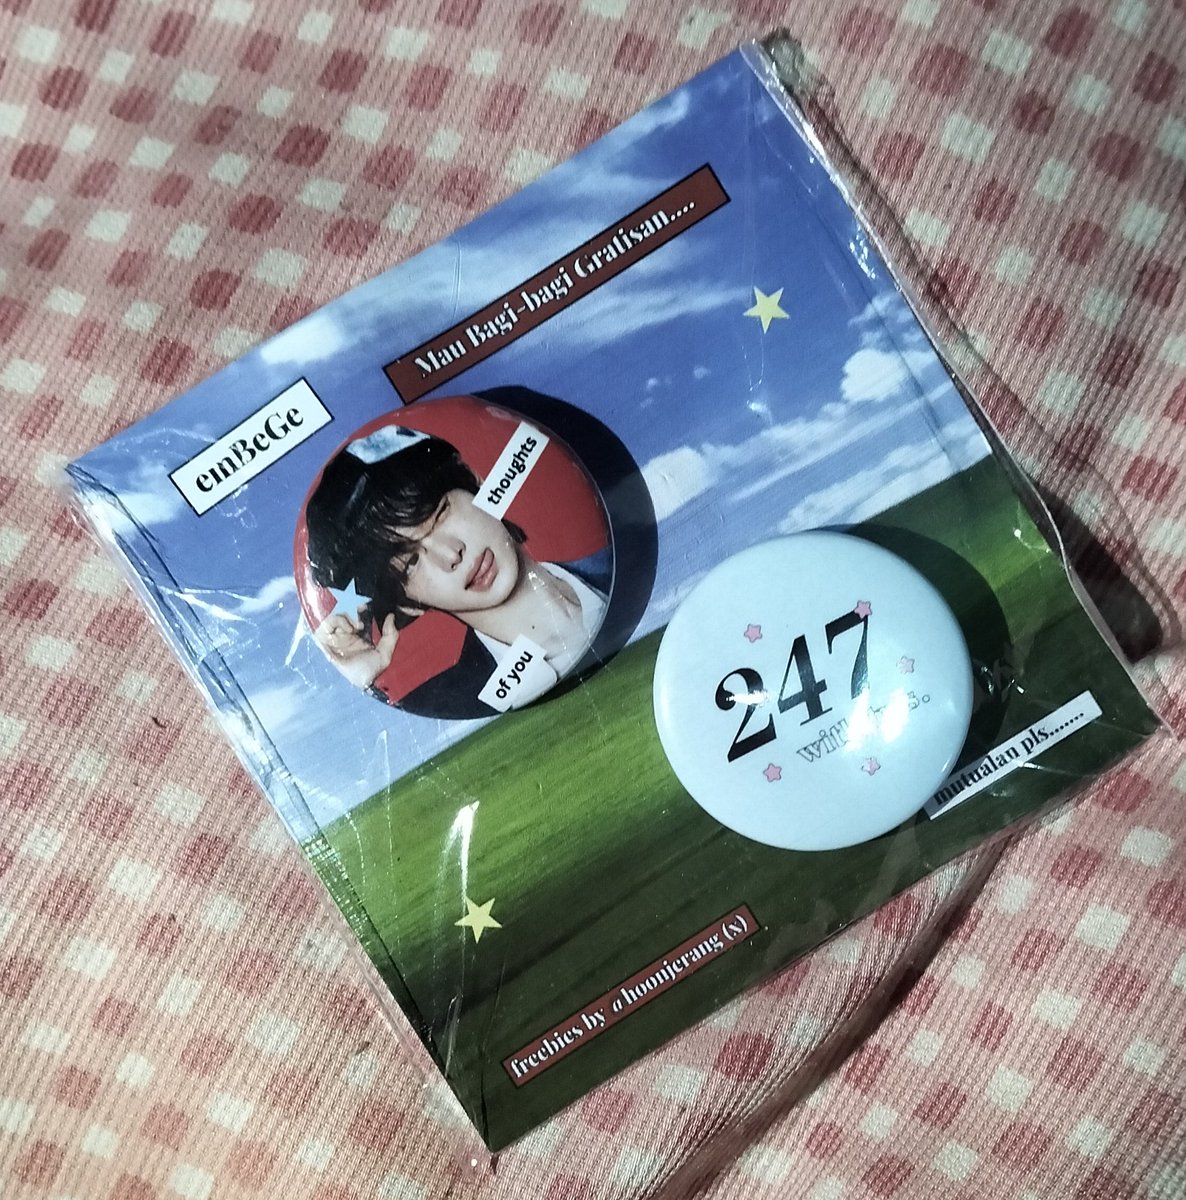 Mau Bagi-bagi Gratisan....
emBeGe
thoughts
of you
247
mutualan pls.......
freebies by @hoonjerang (x)